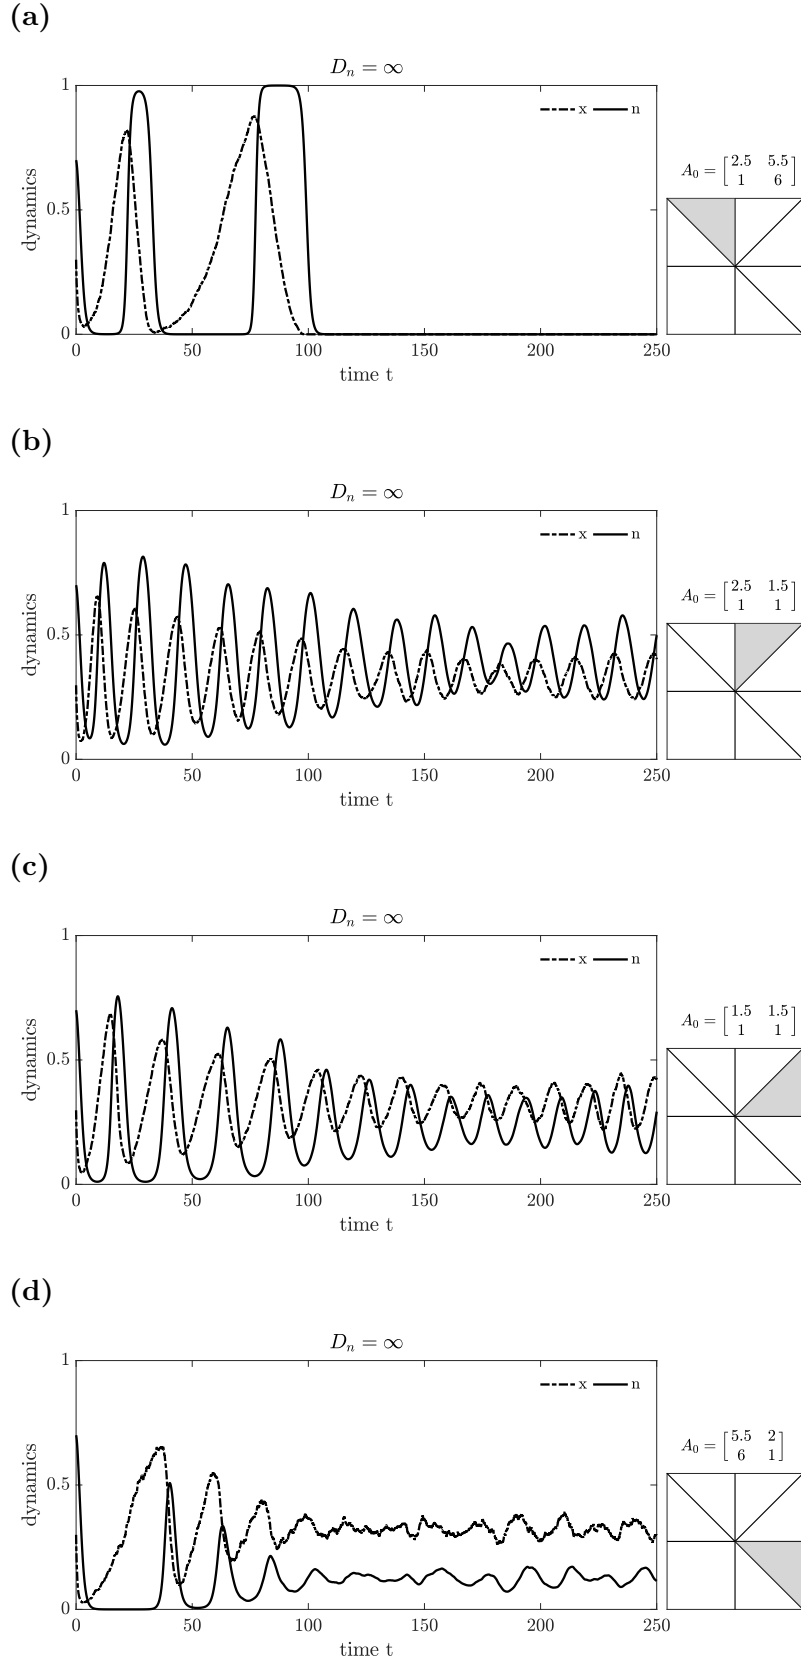 (a)
D_n = ∞
1
0.5
0
dynamics
x n
0 50 100 150 200 250
time t
A_0 = [2.5 5.5
1 6]
(b)
D_n = ∞
1
0.5
0
dynamics
x n
0 50 100 150 200 250
time t
A_0 = [2.5 1.5
1 1]
(c)
D_n = ∞
1
0.5
0
dynamics
x n
0 50 100 150 200 250
time t
A_0 = [1.5 1.5
1 1]
(d)
D_n = ∞
1
0.5
0
dynamics
x n
0 50 100 150 200 250
time t
A_0 = [5.5 2
6 1]